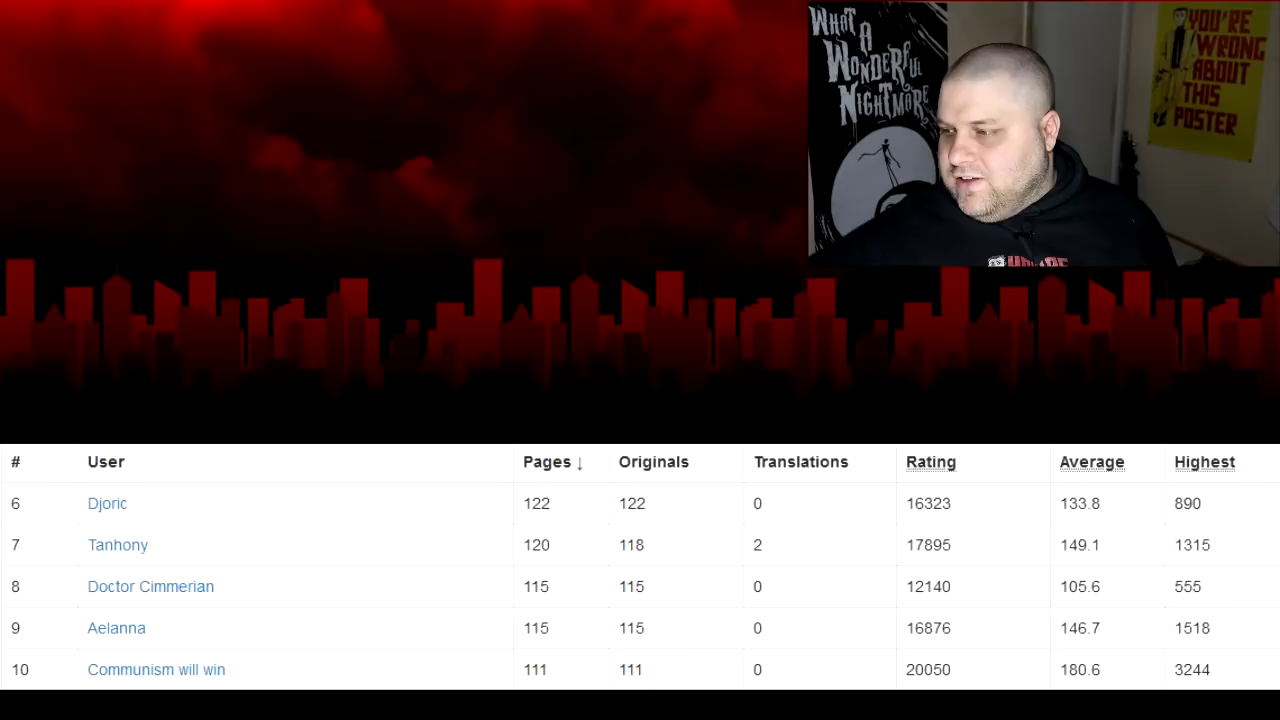 WHAT
A
WONDERFUL
NIGHTMARE
YOU'RE
WRONG
ABOUT
THIS
POSTER
# User Pages ↓ Originals Translations Rating Average Highest
6 Djoric 122 122 0 16323 133.8 890
7 Tanhony 120 118 2 17895 149.1 1315
8 Doctor Cimmerian 115 115 0 12140 105.6 555
9 Aelanna 115 115 0 16876 146.7 1518
10 Communism will win 111 111 0 20050 180.6 3244